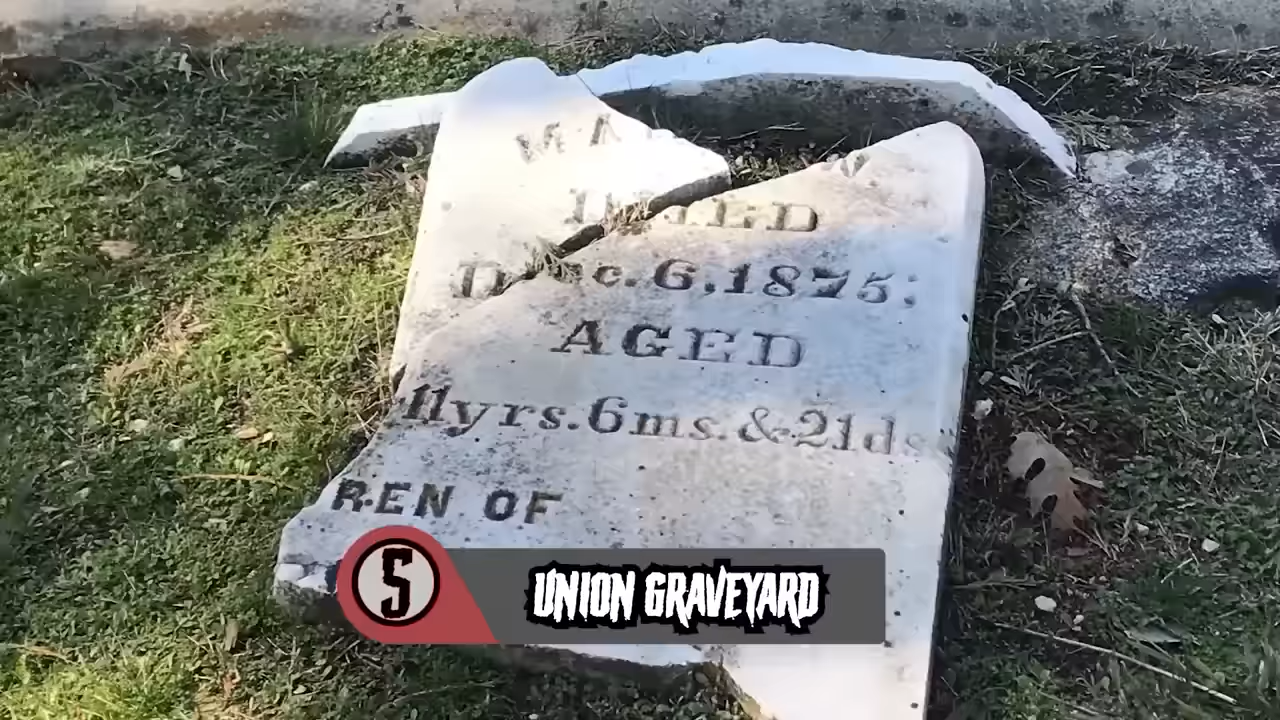 DIED
Dec. 6, 1875;
AGED
11yrs. 6ms. & 21ds
REN OF
5
UNION GRAVEYARD